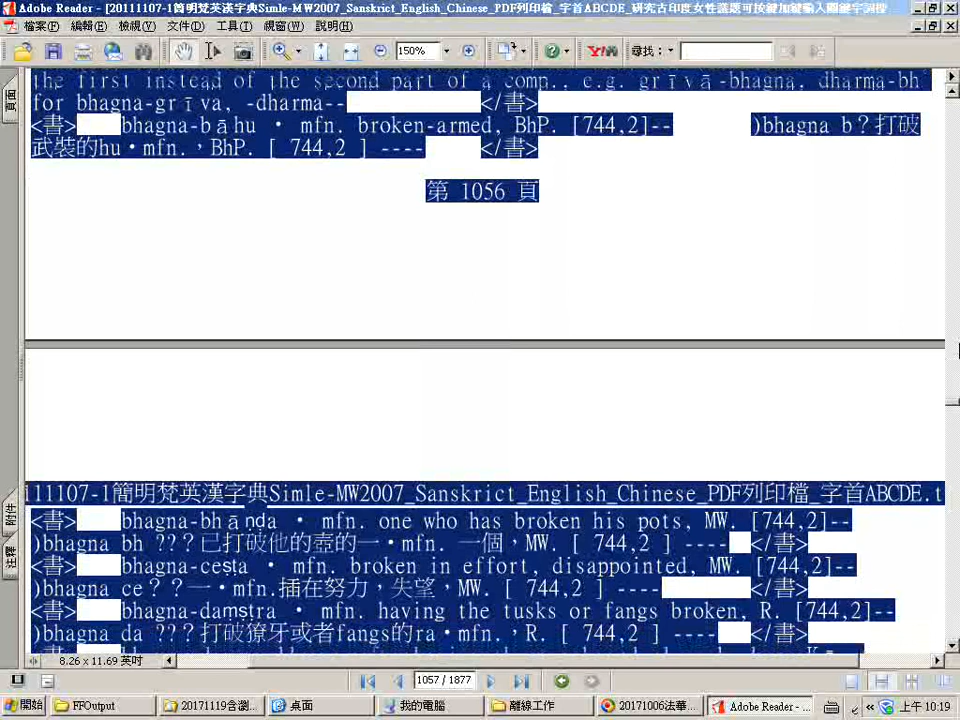 Adobe Reader - [20111107-1簡明梵英漢字典Simle-MW2007_Sanskrict_English_Chinese_PDF列印檔_字首ABCDE_研究古印度女性議題可按鍵加鍵輸入關鍵字詞搜
檔案(F) 編輯(E) 檢視(V) 文件(D) 工具(T) 視窗(W) 說明(H)
150% Y! 尋找：
頁面
the first instead of the second part of a comp., e.g. grīvā-bhagna, dharma-bh
for bhagna-grīva, -dharma-- </書>
<書> bhagna-bāhu · mfn. broken-armed, BhP. [744,2]-- )bhagna b？打破
武裝的hu·mfn.，BhP. [ 744,2 ] ---- </書>
第 1056 頁
111107-1簡明梵英漢字典Simle-MW2007_Sanskrict_English_Chinese_PDF列印檔_字首ABCDE.t
<書> bhagna-bhāṇḍa · mfn. one who has broken his pots, MW. [744,2]--
)bhagna bh ??？已打破他的壺的一·mfn. 一個，MW. [ 744,2 ] ---- </書>
<書> bhagna-ceṣṭa · mfn. broken in effort, disappointed, MW. [744,2]--
)bhagna ce？？一·mfn.插在努力，失望，MW. [ 744,2 ] ---- </書>
<書> bhagna-daṃṣṭra · mfn. having the tusks or fangs broken, R. [744,2]--
)bhagna da ???打破獠牙或者fangs的ra·mfn.，R. [ 744,2 ] ---- </書>
附件
注釋
8.26 x 11.69 英吋
1057 / 1877
開始 FFOutput 20171119含瀏... 桌面 我的電腦 離線工作 20171006法華... Adobe Reader - ... 上午 10:19